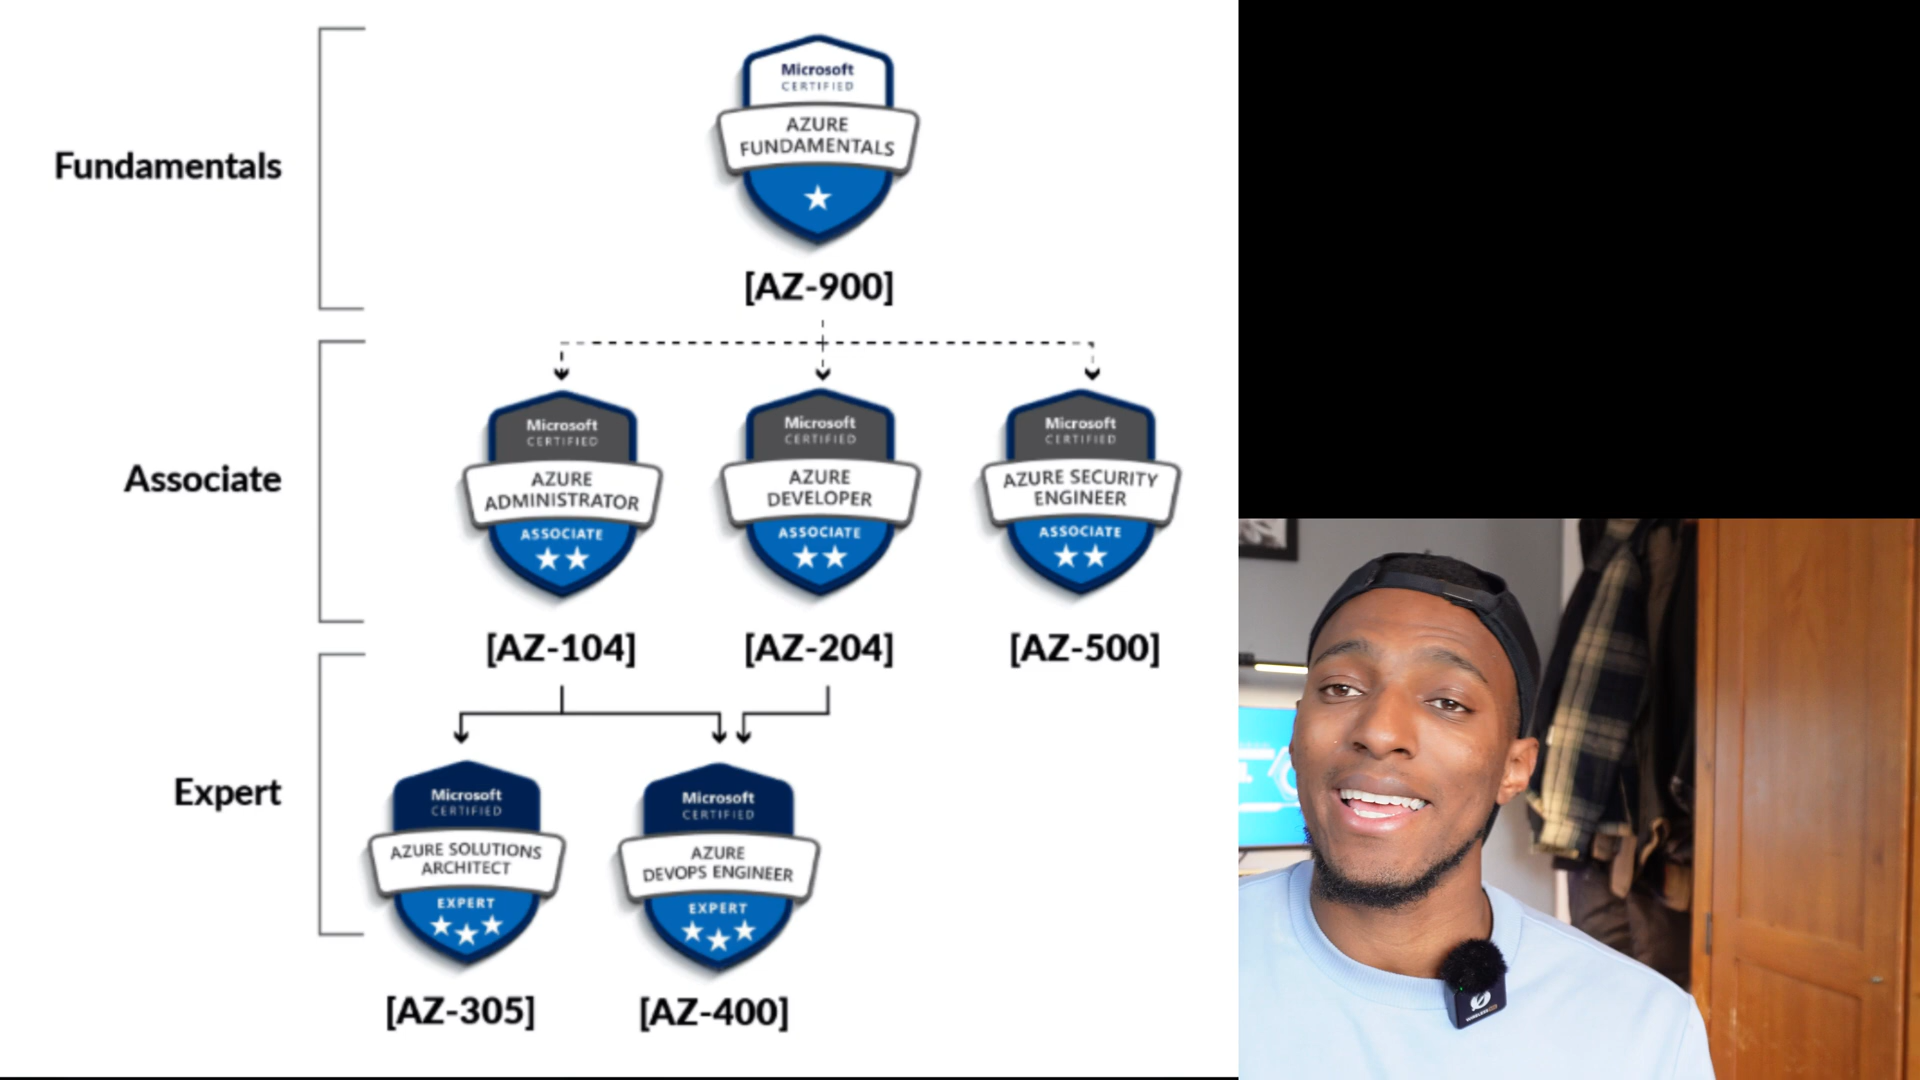 Fundamentals
Microsoft
CERTIFIED
AZURE
FUNDAMENTALS
[AZ-900]
Associate
Microsoft
CERTIFIED
AZURE
ADMINISTRATOR
ASSOCIATE
[AZ-104]
Microsoft
CERTIFIED
AZURE
DEVELOPER
ASSOCIATE
[AZ-204]
Microsoft
CERTIFIED
AZURE SECURITY
ENGINEER
ASSOCIATE
[AZ-500]
Expert
Microsoft
CERTIFIED
AZURE SOLUTIONS
ARCHITECT
EXPERT
[AZ-305]
Microsoft
CERTIFIED
AZURE
DEVOPS ENGINEER
EXPERT
[AZ-400]